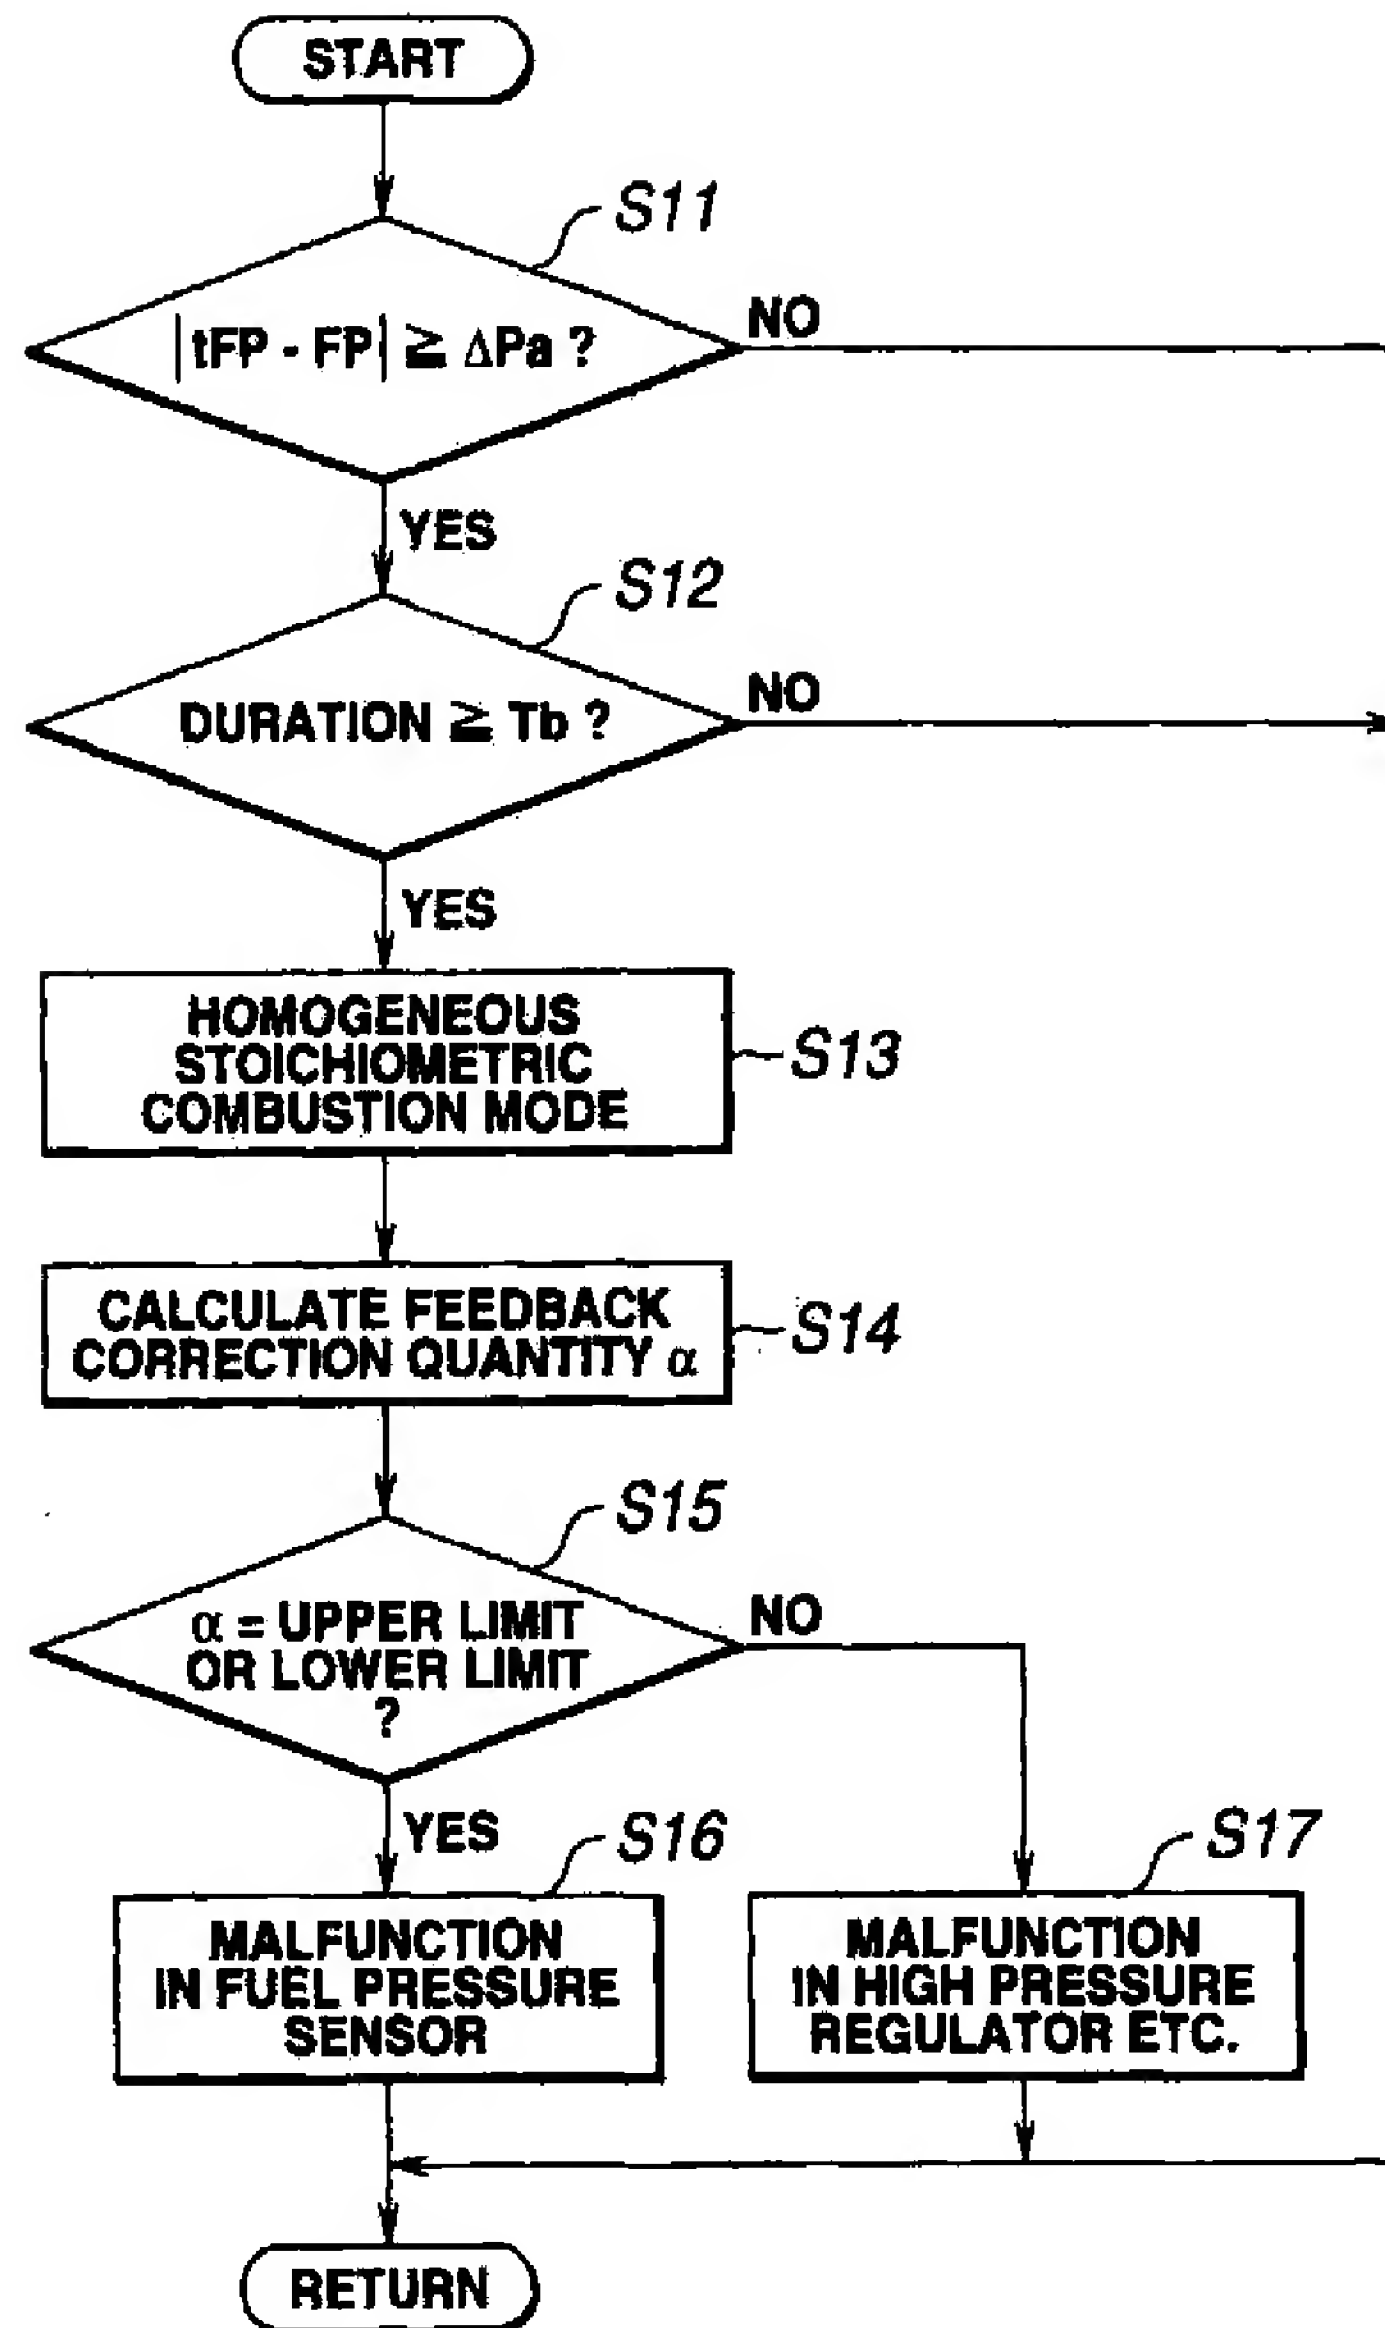 START
S11
|tFP - FP| ≧ ΔPa ?
NO
YES
S12
DURATION ≧ Tb ?
NO
YES
HOMOGENEOUS
STOICHIOMETRIC
COMBUSTION MODE
S13
CALCULATE FEEDBACK
CORRECTION QUANTITY α
S14
S15
α = UPPER LIMIT
OR LOWER LIMIT
?
NO
YES
S16
S17
MALFUNCTION
IN FUEL PRESSURE
SENSOR
MALFUNCTION
IN HIGH PRESSURE
REGULATOR ETC.
RETURN